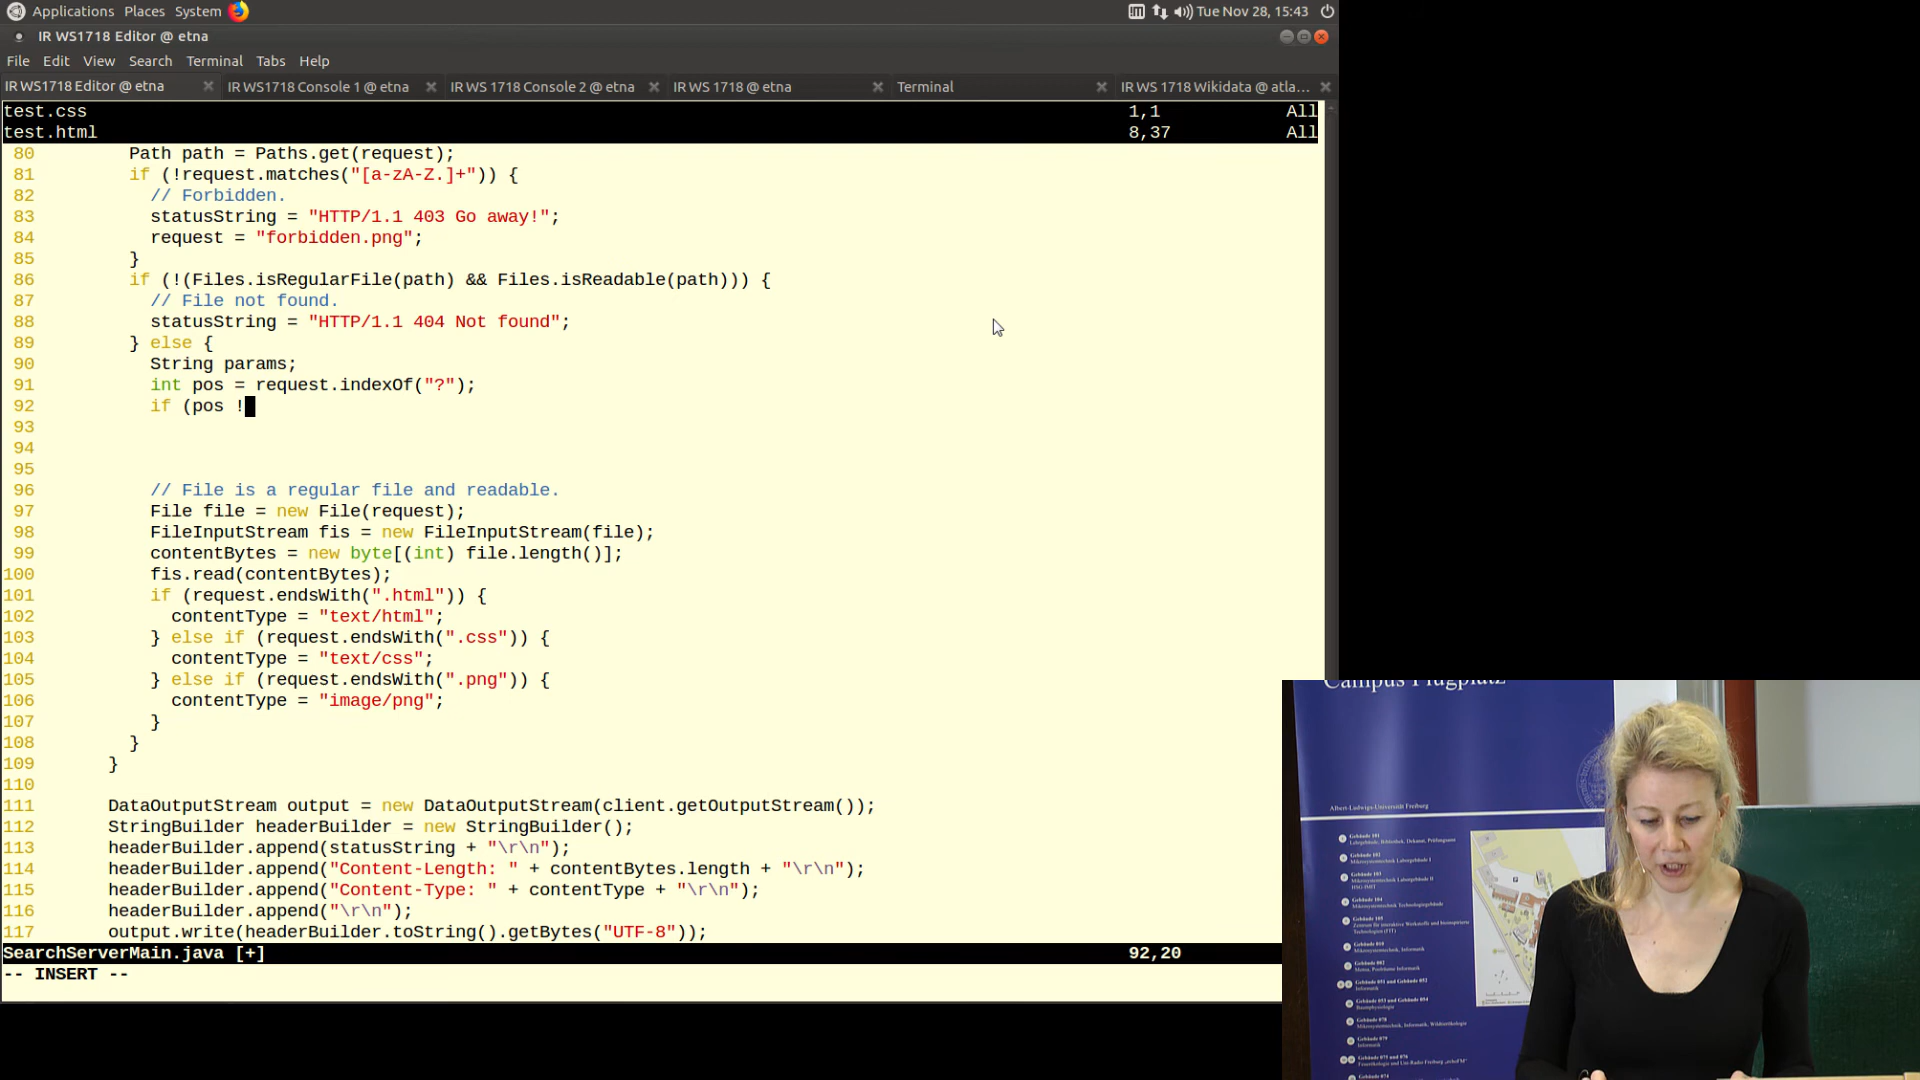 Applications Places System Tue Nov 28, 15:43
IR WS1718 Editor @ etna
File Edit View Search Terminal Tabs Help
IR WS1718 Editor @ etna IR WS1718 Console 1 @ etna IR WS 1718 Console 2 @ etna IR WS 1718 @ etna Terminal IR WS 1718 Wikidata @ atla...
test.css 1,1 All
test.html 8,37 All
80 Path path = Paths.get(request);
81 if (!request.matches("[a-zA-Z.]+")) {
82 // Forbidden.
83 statusString = "HTTP/1.1 403 Go away!";
84 request = "forbidden.png";
85 }
86 if (!(Files.isRegularFile(path) && Files.isReadable(path))) {
87 // File not found.
88 statusString = "HTTP/1.1 404 Not found";
89 } else {
90 String params;
91 int pos = request.indexOf("?");
92 if (pos !
93
94
95
96 // File is a regular file and readable.
97 File file = new File(request);
98 FileInputStream fis = new FileInputStream(file);
99 contentBytes = new byte[(int) file.length()];
100 fis.read(contentBytes);
101 if (request.endsWith(".html")) {
102 contentType = "text/html";
103 } else if (request.endsWith(".css")) {
104 contentType = "text/css";
105 } else if (request.endsWith(".png")) {
106 contentType = "image/png";
107 }
108 }
109 }
110
111 DataOutputStream output = new DataOutputStream(client.getOutputStream());
112 StringBuilder headerBuilder = new StringBuilder();
113 headerBuilder.append(statusString + "\r\n");
114 headerBuilder.append("Content-Length: " + contentBytes.length + "\r\n");
115 headerBuilder.append("Content-Type: " + contentType + "\r\n");
116 headerBuilder.append("\r\n");
117 output.write(headerBuilder.toString().getBytes("UTF-8"));
SearchServerMain.java [+] 92,20
-- INSERT --
Campus Flugplatz
Albert-Ludwigs-Universität Freiburg
Gebäude 101
Gebäude 102
Gebäude 103